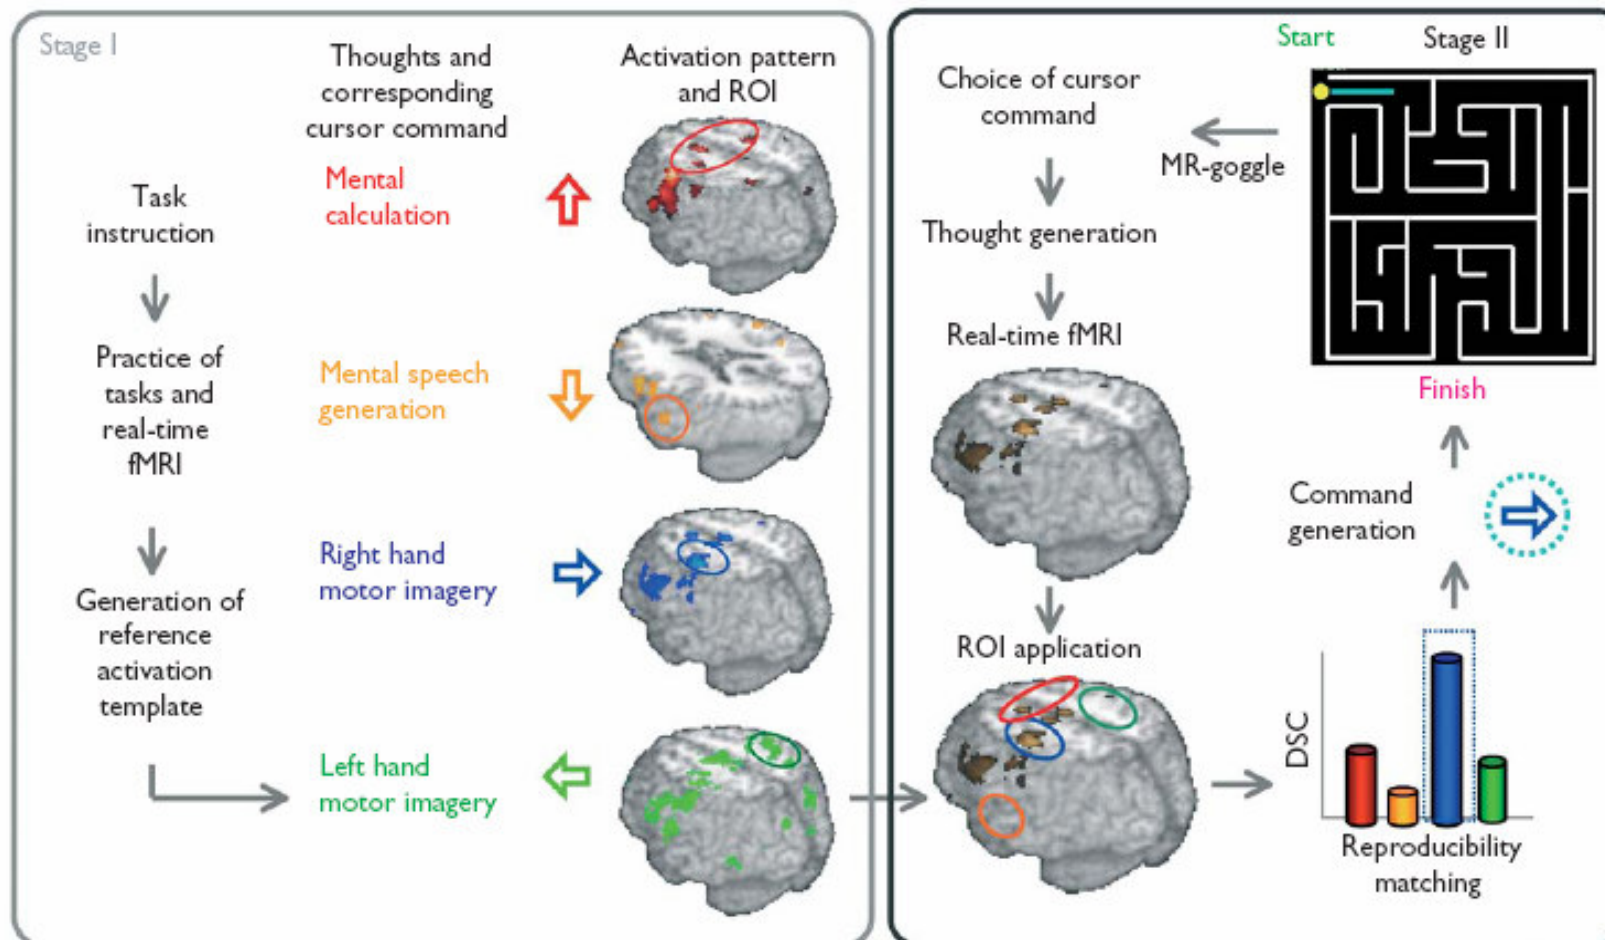 Stage I
Task
instruction
Practice of
tasks and
real-time
fMRI
Generation of
reference
activation
template
Thoughts and
corresponding
cursor command
Mental
calculation
Mental speech
generation
Right hand
motor imagery
Left hand
motor imagery
Activation pattern
and ROI
Stage II
Start
MR-goggle
Choice of cursor
command
Thought generation
Real-time fMRI
ROI application
DSC
Reproducibility
matching
Command
generation
Finish